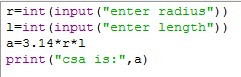 r=int(input("enter radius"))
l=int(input("enter length"))
a=3.14*r*l
print("csa is:",a)